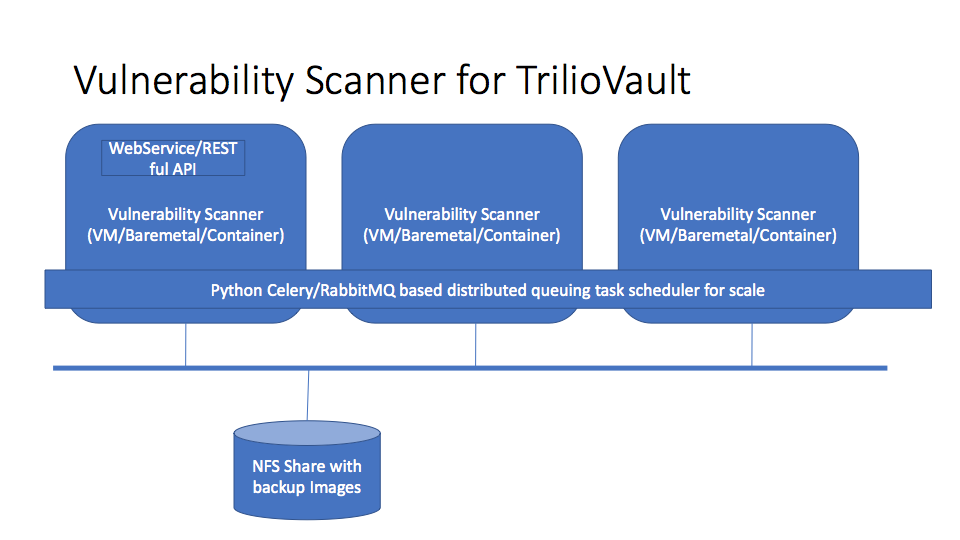 Vulnerability Scanner for TrilioVault
WebService/REST
ful API
Vulnerability Scanner
(VM/Baremetal/Container)
Vulnerability Scanner
(VM/Baremetal/Container)
Vulnerability Scanner
(VM/Baremetal/Container)
Python Celery/RabbitMQ based distributed queuing task scheduler for scale
NFS Share with
backup Images